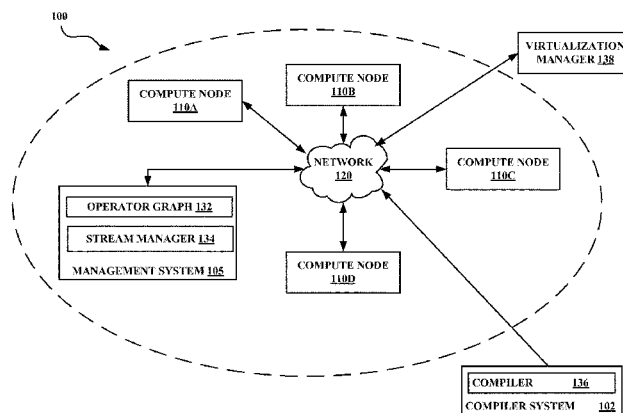 100
VIRTUALIZATION
MANAGER 138
COMPUTE NODE
110B
COMPUTE NODE
110A
NETWORK
120
COMPUTE NODE
110C
OPERATOR GRAPH 132
STREAM MANAGER 134
MANAGEMENT SYSTEM 105
COMPUTE NODE
110D
COMPILER 136
COMPILER SYSTEM 102